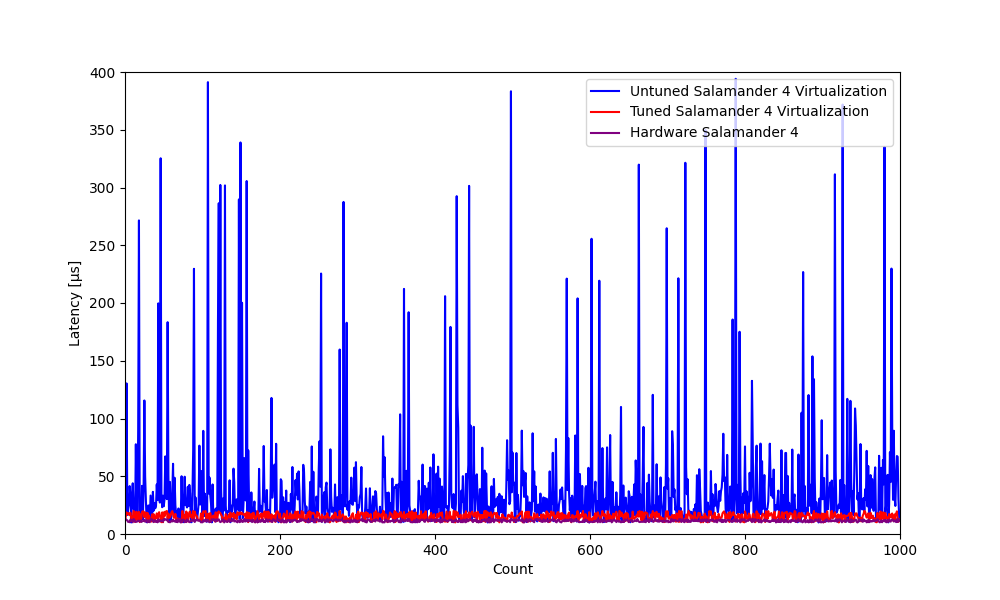 400
350
300
250
200
150
100
50
0
Latency [µs]
Untuned Salamander 4 Virtualization
Tuned Salamander 4 Virtualization
Hardware Salamander 4
0 200 400 600 800 1000
Count